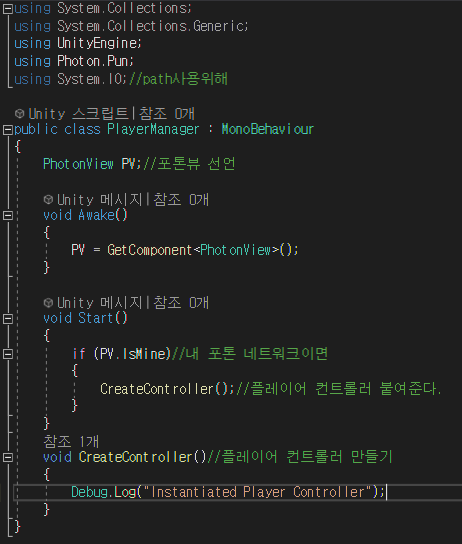 using System.Collections;
using System.Collections.Generic;
using UnityEngine;
using Photon.Pun;
using System.IO;//path사용위해
Unity 스크립트|참조 0개
public class PlayerManager : MonoBehaviour
{
PhotonView PV;//포톤뷰 선언
Unity 메시지|참조 0개
void Awake()
{
PV = GetComponent<PhotonView>();
}
Unity 메시지|참조 0개
void Start()
{
if (PV.IsMine)//내 포톤 네트워크이면
{
CreateController();//플레이어 컨트롤러 붙여준다.
}
}
참조 1개
void CreateController()//플레이어 컨트롤러 만들기
{
Debug.Log("Instantiated Player Controller");
}
}